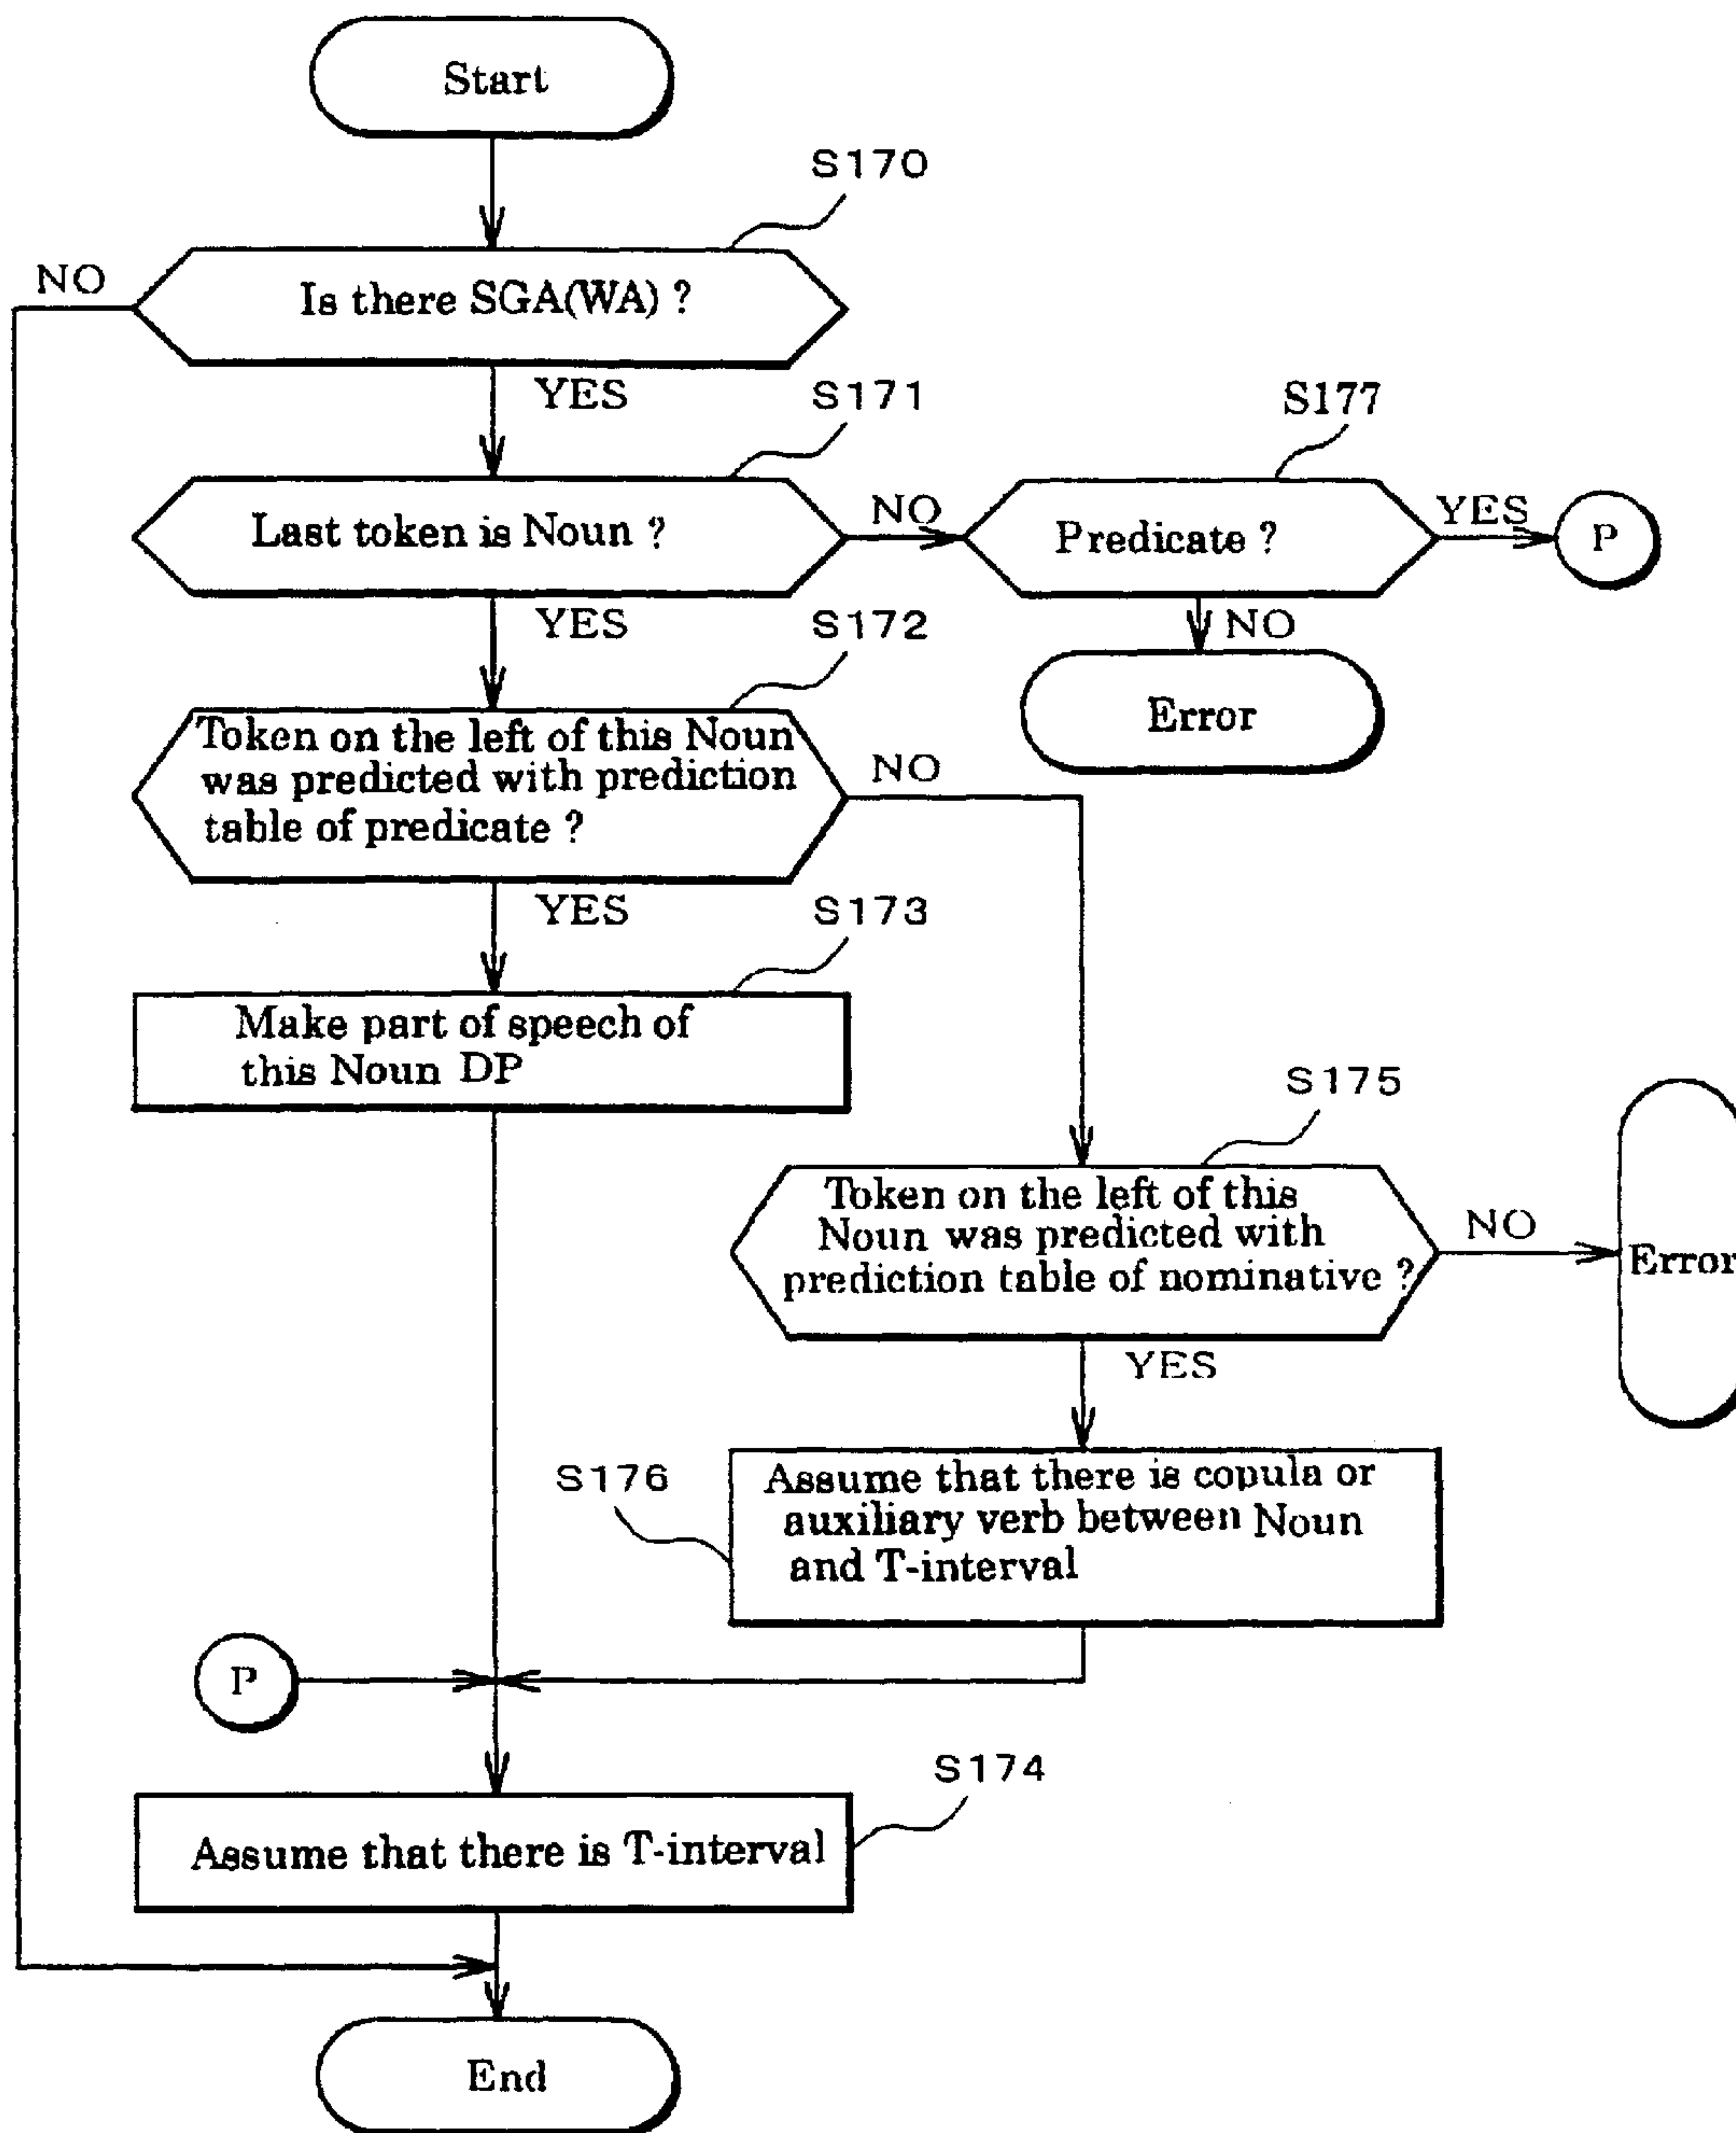 Start
S170
NO
Is there SGA(WA) ?
YES
S171
S177
Last token is Noun ?
NO
Predicate ?
YES
P
YES
S172
NO
Error
Token on the left of this Noun
was predicted with prediction
table of predicate ?
NO
YES
S173
Make part of speech of
this Noun DP
S175
Token on the left of this
Noun was predicted with
prediction table of nominative ?
NO
Error
YES
S176
Assume that there is copula or
auxiliary verb between Noun
and T-interval
P
S174
Assume that there is T-interval
End